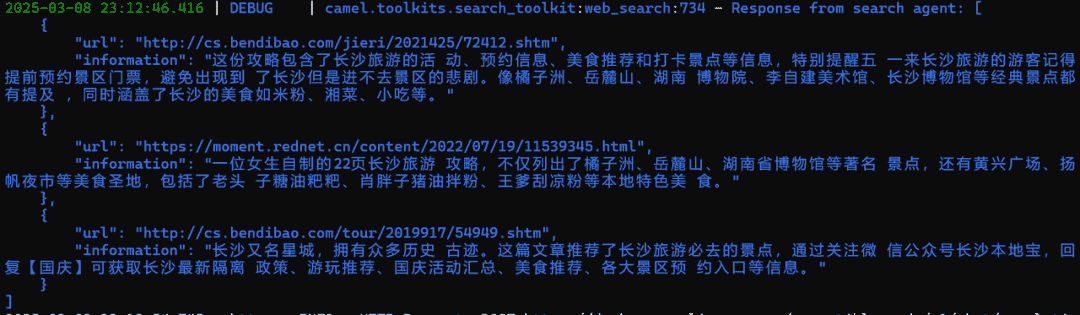 2025-03-08 23:12:46.416 | DEBUG    | camel.toolkits.search_toolkit:web_search:734 - Response from search agent: [
    {
        "url": "http://cs.bendibao.com/jieri/2021425/72412.shtm",
        "information": "这份攻略包含了长沙旅游的活 动、预约信息、美食推荐和打卡景点等信息，特别提醒五 一来长沙旅游的游客记得
提前预约景区门票，避免出现到 了长沙但是进不去景区的悲剧。像橘子洲、岳麓山、湖南 博物院、李自建美术馆、长沙博物馆等经典景点都
有提及 ，同时涵盖了长沙的美食如米粉、湘菜、小吃等。"
    },
    {
        "url": "https://moment.rednet.cn/content/2022/07/19/11539345.html",
        "information": "一位女生自制的22页长沙旅游 攻略，不仅列出了橘子洲、岳麓山、湖南省博物馆等著名 景点，还有黄兴广场、扬
帆夜市等美食圣地，包括了老头 子糖油粑粑、肖胖子猪油拌粉、王爹刮凉粉等本地特色美 食。"
    },
    {
        "url": "http://cs.bendibao.com/tour/2019917/54949.shtm",
        "information": "长沙又名星城，拥有众多历史 古迹。这篇文章推荐了长沙旅游必去的景点，通过关注微 信公众号长沙本地宝，回
复【国庆】可获取长沙最新隔离 政策、游玩推荐、国庆活动汇总、美食推荐、各大景区预 约入口等信息。"
    }
]